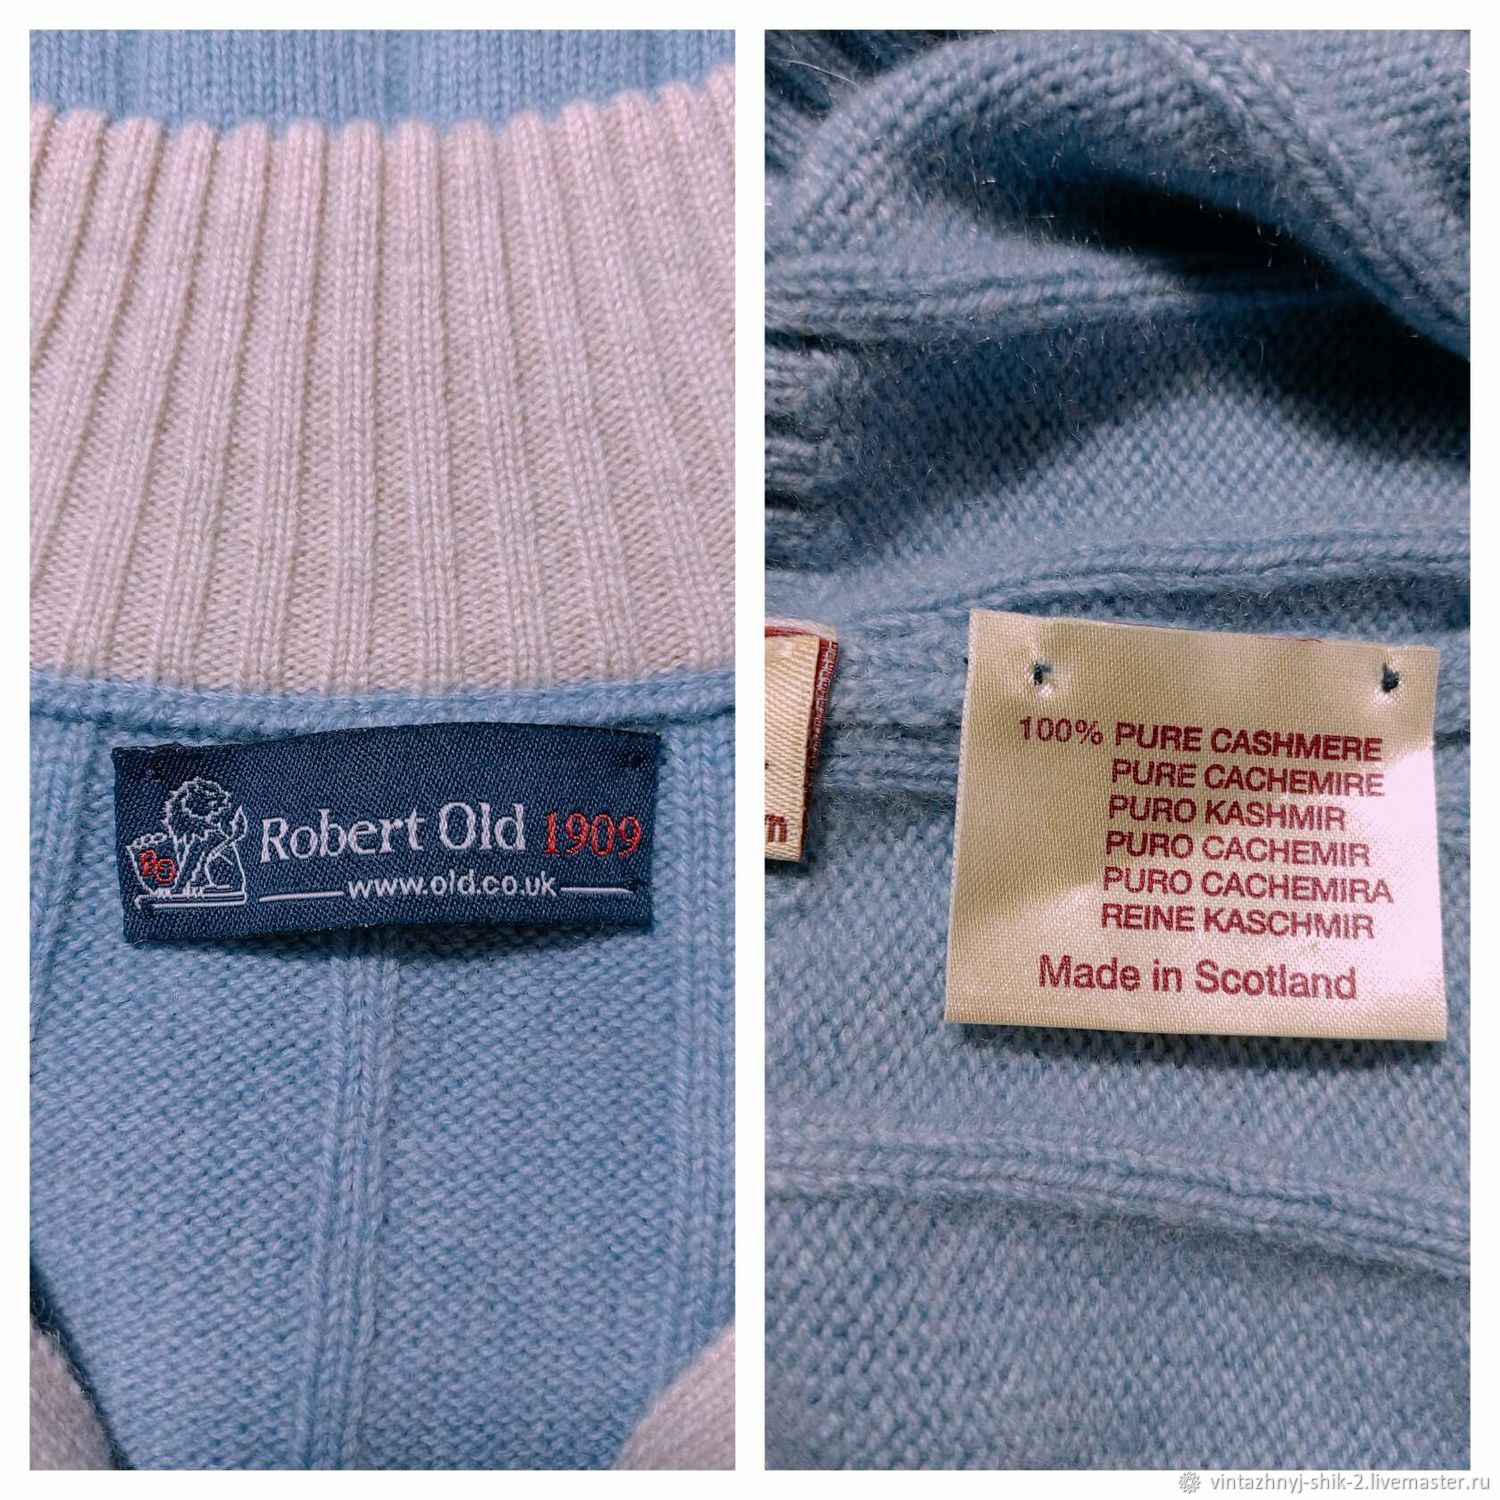 RO
Robert Old 1909
www.old.co.uk
m
100% PURE CASHMERE
PURE CACHEMIRE
PURO KASHMIR
PURO CACHEMIR
PURO CACHEMIRA
REINE KASCHMIR
Made in Scotland
vintazhnyj-shik-2.livemaster.ru